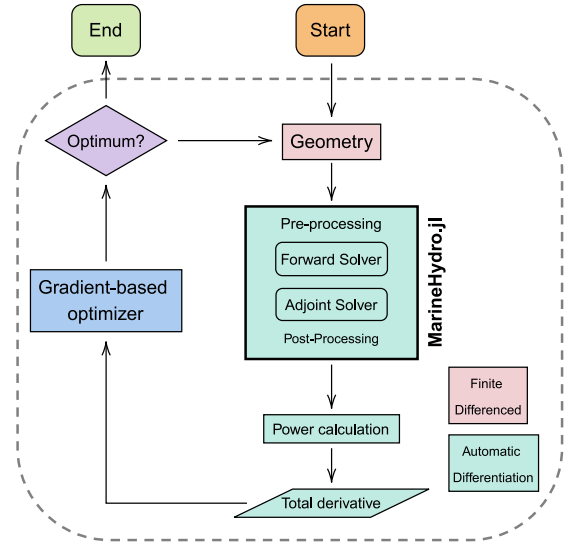 End
Start
Optimum?
Geometry
Pre-processing
Forward Solver
Adjoint Solver
Post-Processing
MarineHydro.jl
Gradient-based
optimizer
Finite
Differenced
Power calculation
Automatic
Differentiation
Total derivative